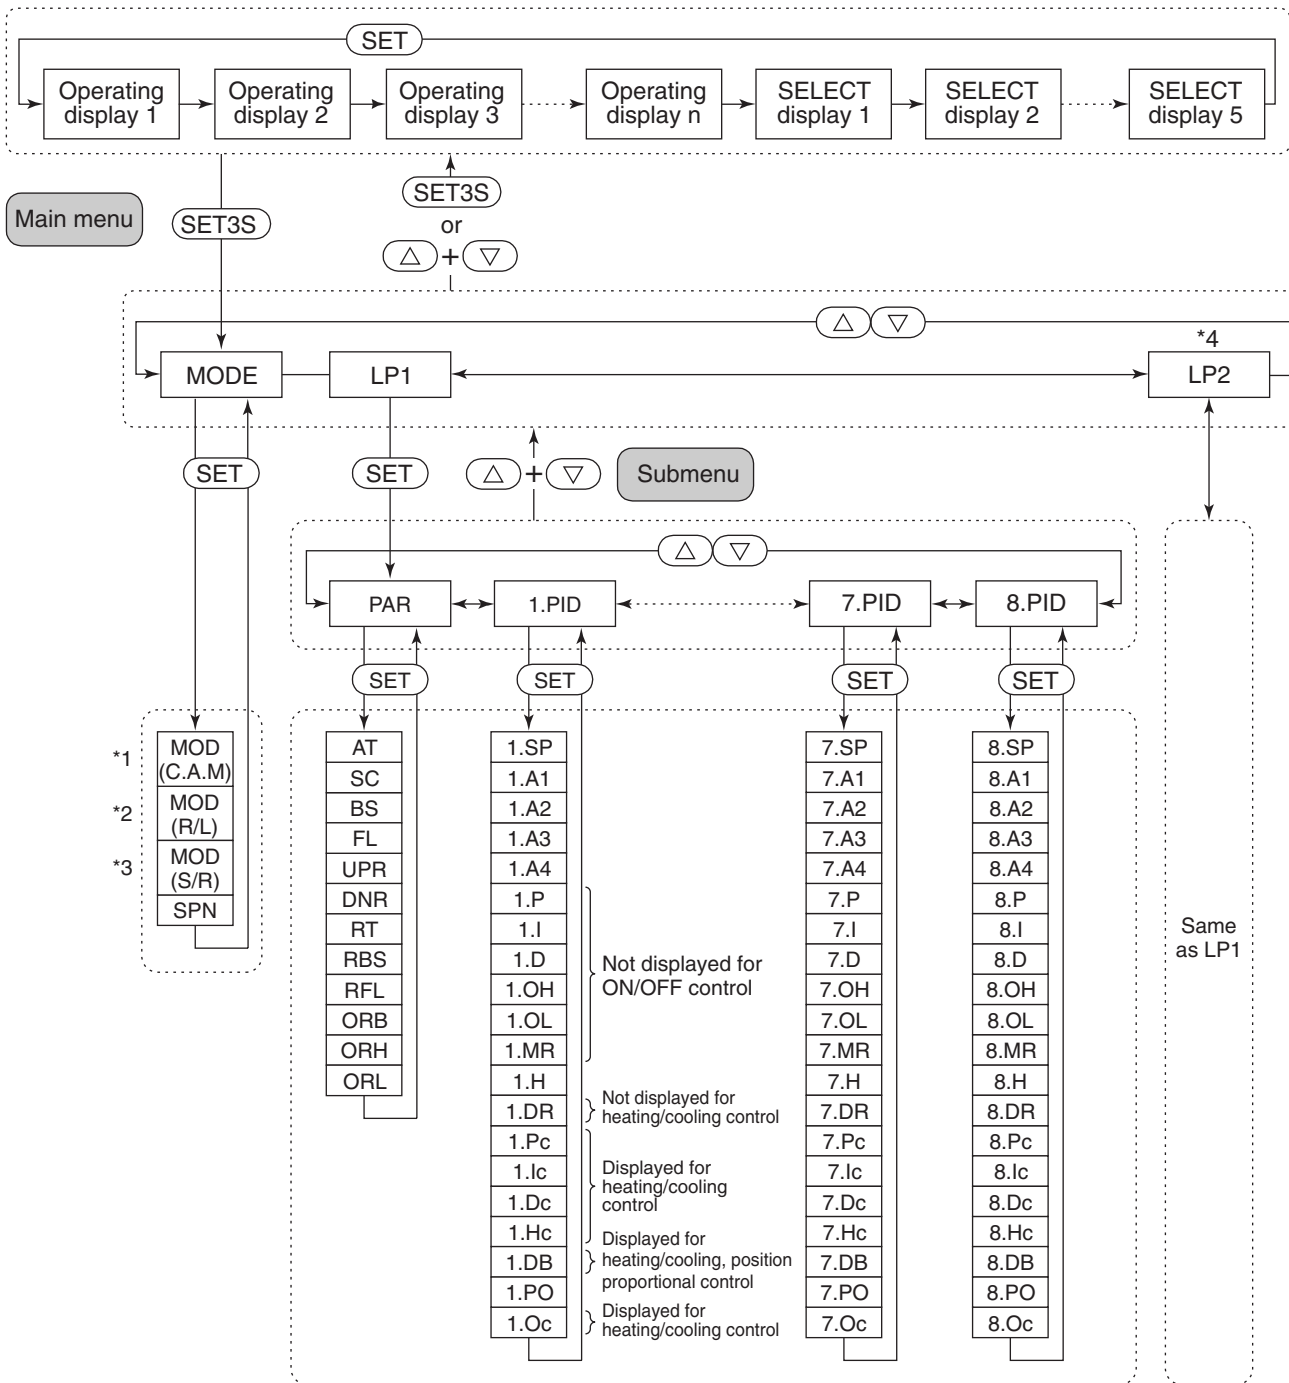 SET
Operating
display 1
Operating
display 2
Operating
display 3
Operating
display n
SELECT
display 1
SELECT
display 2
SELECT
display 5
Main menu
SET3S
SET3S
or
△ + ▽
△ ▽
MODE
LP1
*4
LP2
SET
SET
△ + ▽
Submenu
△ ▽
PAR
1.PID
7.PID
8.PID
SET
SET
SET
SET
*1
MOD
(C.A.M)
*2
MOD
(R/L)
*3
MOD
(S/R)
SPN
AT
SC
BS
FL
UPR
DNR
RT
RBS
RFL
ORB
ORH
ORL
1.SP
1.A1
1.A2
1.A3
1.A4
1.P
1.I
1.D
1.OH
1.OL
1.MR
1.H
1.DR
1.Pc
1.Ic
1.Dc
1.Hc
1.DB
1.PO
1.Oc
Not displayed for
ON/OFF control
Not displayed for
heating/cooling control
Displayed for
heating/cooling
control
Displayed for
heating/cooling, position
proportional control
Displayed for
heating/cooling control
7.SP
7.A1
7.A2
7.A3
7.A4
7.P
7.I
7.D
7.OH
7.OL
7.MR
7.H
7.DR
7.Pc
7.Ic
7.Dc
7.Hc
7.DB
7.PO
7.Oc
8.SP
8.A1
8.A2
8.A3
8.A4
8.P
8.I
8.D
8.OH
8.OL
8.MR
8.H
8.DR
8.Pc
8.Ic
8.Dc
8.Hc
8.DB
8.PO
8.Oc
Same
as LP1